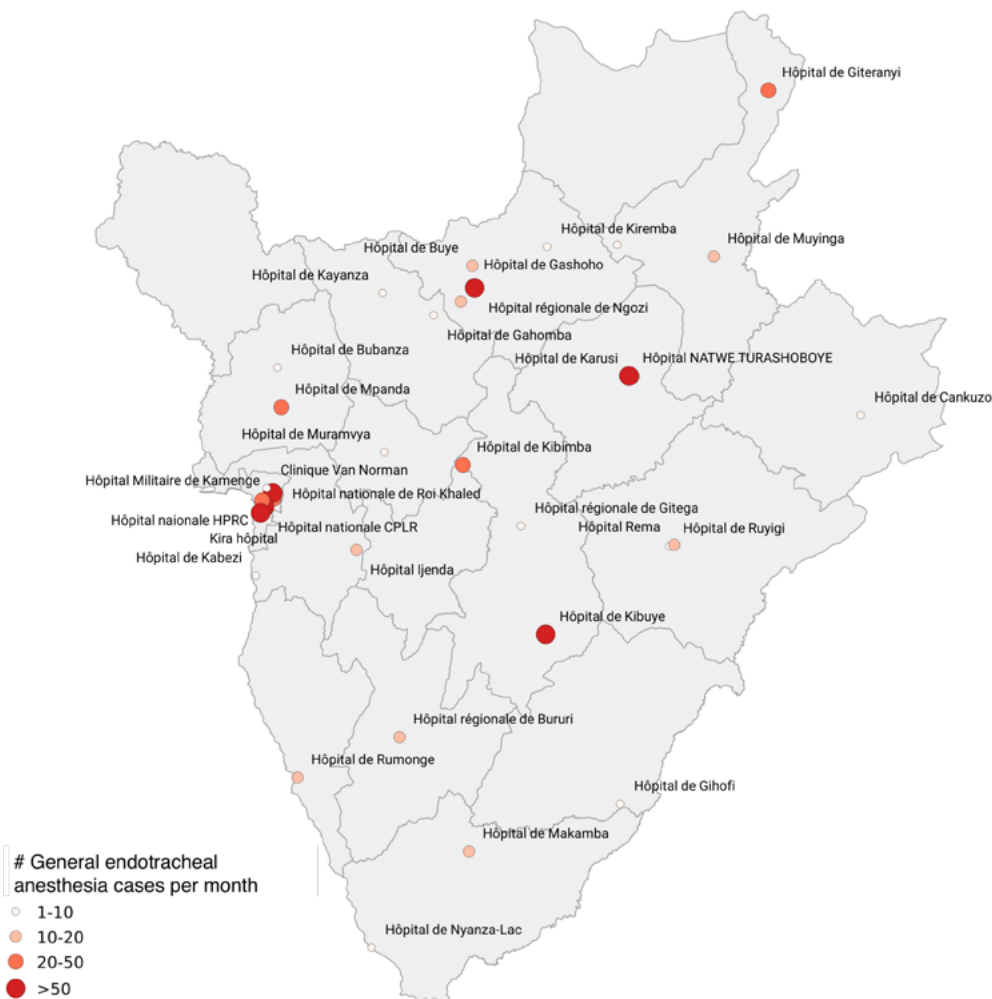 Hôpital de Giteranyi
Hôpital de Kiremba
Hôpital de Muyinga
Hôpital de Buye
Hôpital de Gashoho
Hôpital de Kayanza
Hôpital régionale de Ngozi
Hôpital de Gahomba
Hôpital de Bubanza
Hôpital de Karusi
Hôpital NATWE TURASHOBOYE
Hôpital de Mpanda
Hôpital de Cankuzo
Hôpital de Muramvya
Hôpital de Kibimba
Clinique Van Norman
Hôpital Militaire de Kamenge
Hôpital nationale de Roi Khaled
Hôpital régionale de Gitega
Hôpital naionale HPRC
Hôpital nationale CPLR
Hôpital Rema
Hôpital de Ruyigi
Kira hôpital
Hôpital de Kabezi
Hôpital Ijenda
Hôpital de Kibuye
Hôpital régionale de Bururi
Hôpital de Rumonge
Hôpital de Gihofi
Hôpital de Makamba
Hôpital de Nyanza-Lac
# General endotracheal
anesthesia cases per month
1-10
10-20
20-50
>50